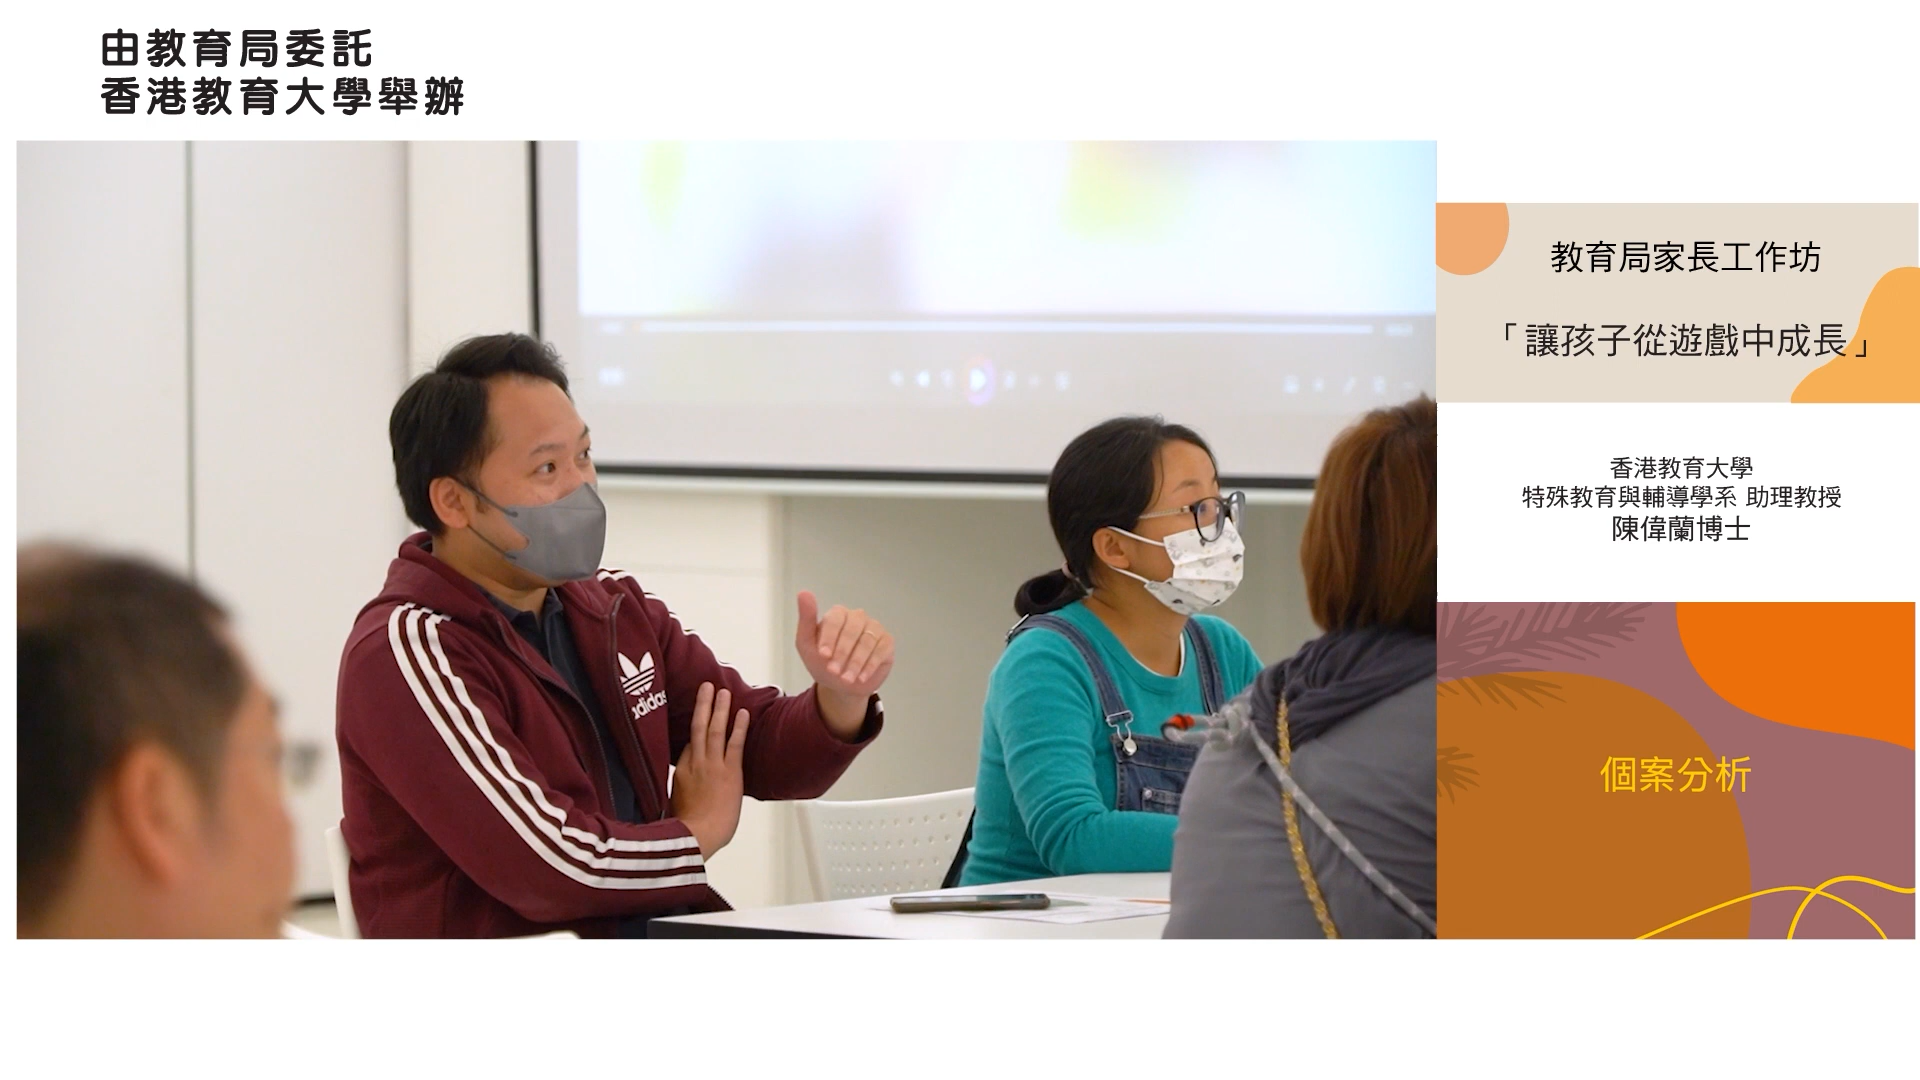 由教育局委託
香港教育大學舉辦
教育局家長工作坊
「讓孩子從遊戲中成長」
香港教育大學
特殊教育與輔導學系 助理教授
陳偉蘭博士
adidas
個案分析